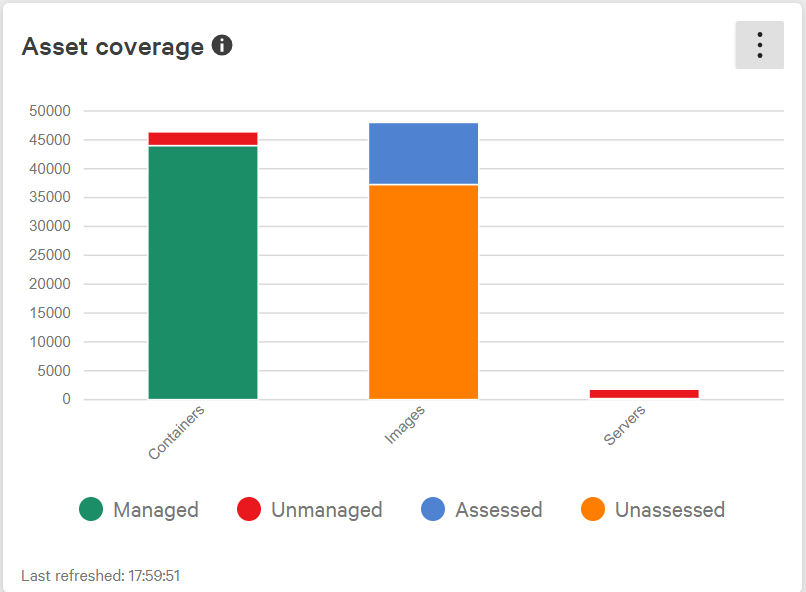 Asset coverage
50000
45000
40000
35000
30000
25000
20000
15000
10000
5000
0
Containers
Images
Servers
Managed Unmanaged Assessed Unassessed
Last refreshed: 17:59:51